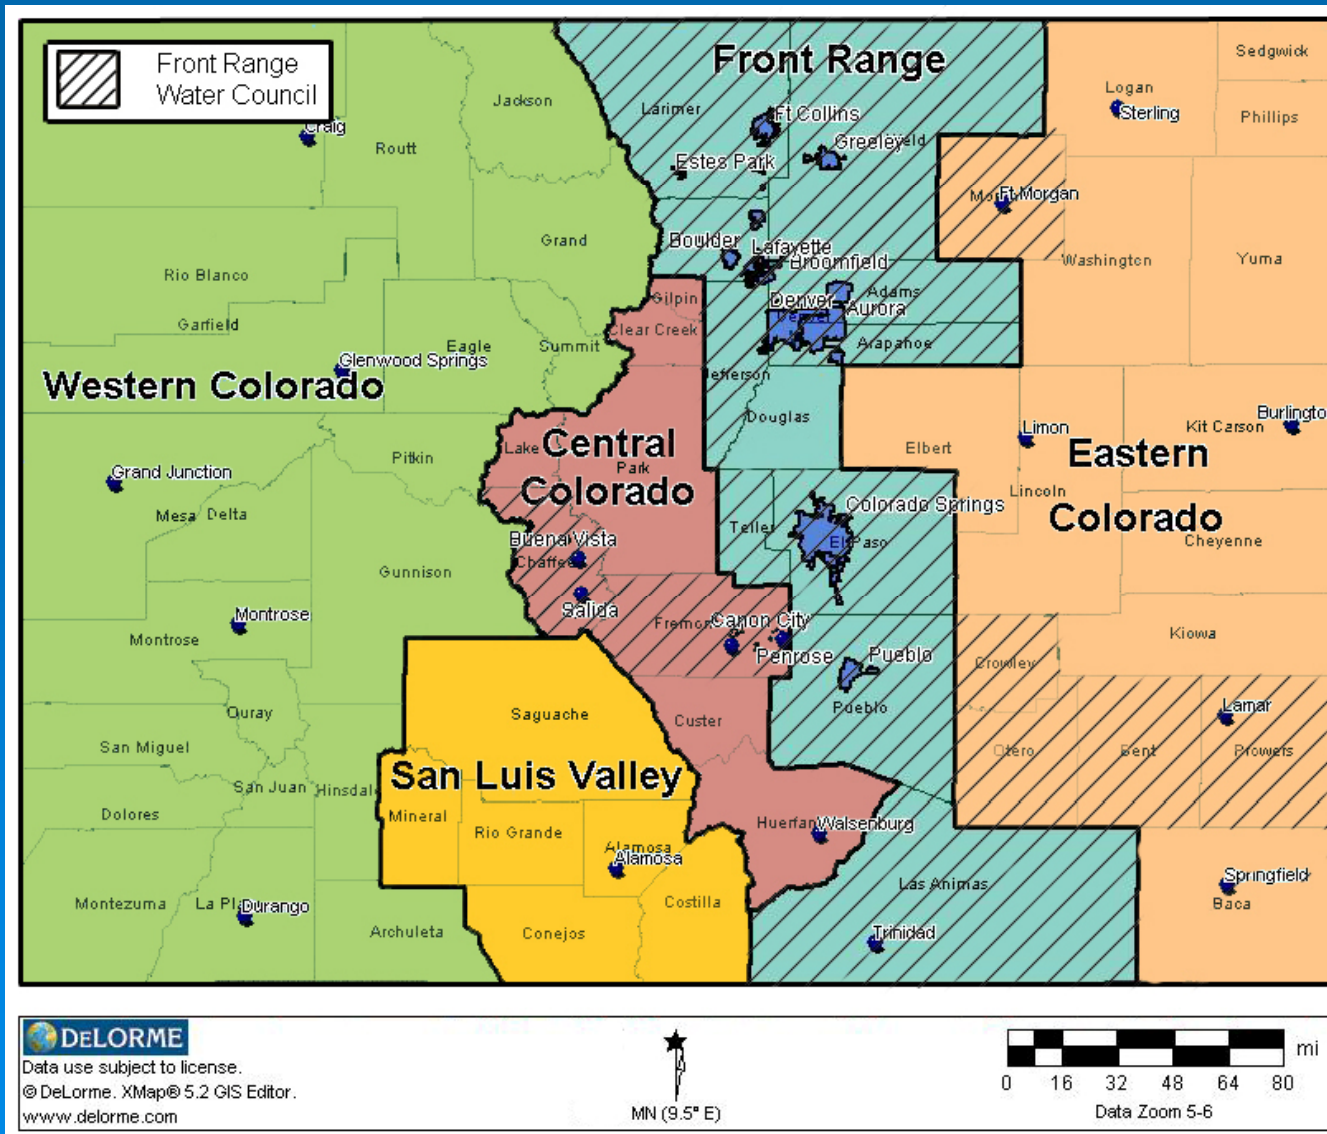 Front Range
Water Council
Front Range
Sedgwick
Logan
Jackson
Larimer
Ft Collins
Sterling
Phillips
Craig
Routt
Greeley
Estes Park
Ft Morgan
Grand
Boulder
Lafayette
Broomfield
Washington
Yuma
Rio Blanco
Gilpin
Denver
Adams
Aurora
Garfield
Clear Creek
Eagle
Summit
Arapahoe
Glenwood Springs
Jefferson
Western Colorado
Douglas
Burlingto
Limon
Kit Carson
Lake
Central
Colorado
Elbert
Eastern
Colorado
Pitkin
Park
Grand Junction
Lincoln
Mesa
Delta
Teller
Colorado Springs
El Paso
Cheyenne
Buena Vista
Chaffee
Gunnison
Salida
Montrose
Fremont
Canon City
Montrose
Penrose
Pueblo
Kiowa
Crowley
Saguache
Custer
Pueblo
Lamar
Ouray
San Miguel
Otero
Bent
Prowers
San Luis Valley
San Juan
Hinsdale
Dolores
Mineral
Rio Grande
Huerfan
Walsenburg
Alamosa
Alamosa
Las Animas
Springfield
Baca
Montezuma
La Pla
Durango
Costilla
Archuleta
Conejos
Trinidad
DELORME
Data use subject to license.
© DeLorme. XMap® 5.2 GIS Editor.
www.delorme.com
MN (9.5° E)
mi
0 16 32 48 64 80
Data Zoom 5-6